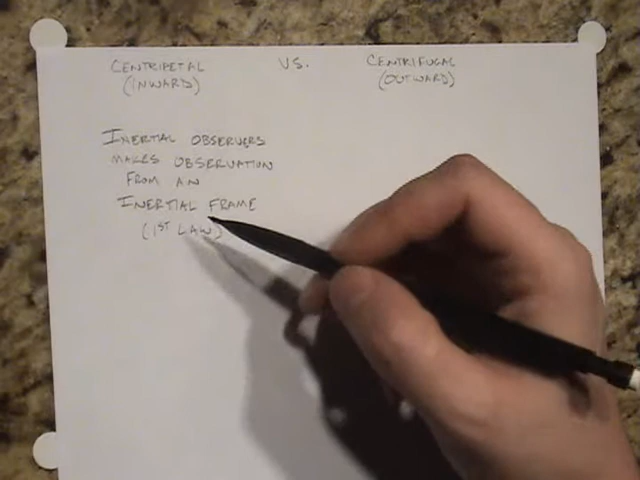 CENTRIPETAL VS. CENTRIFUGAL
(INWARD) (OUTWARD)
INERTIAL OBSERVERS
MAKES OBSERVATION
FROM AN
INERTIAL FRAME
(1ST LAW)